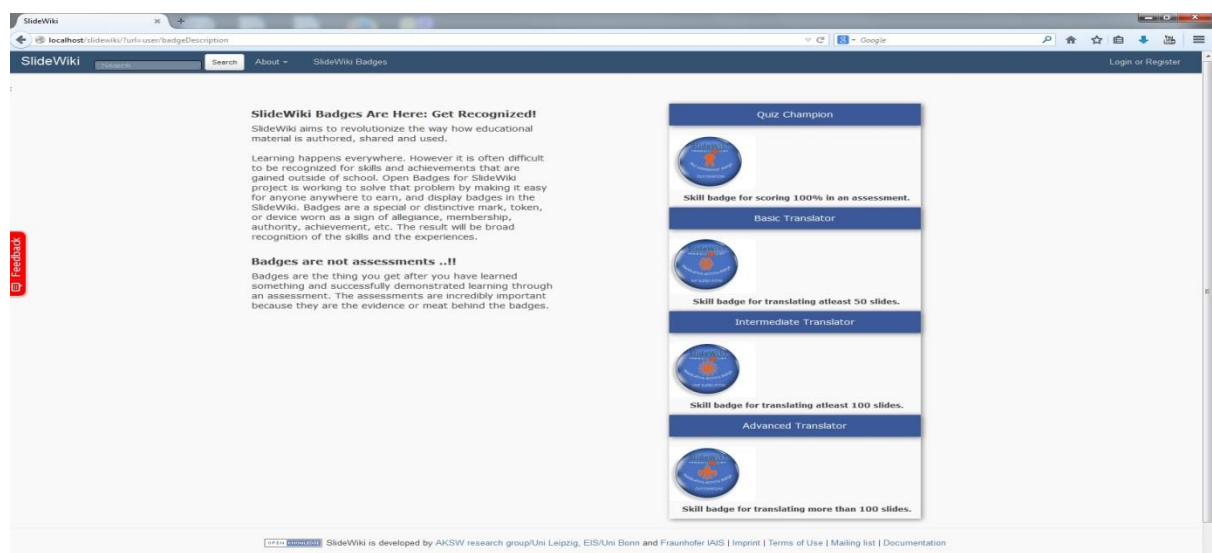 SlideWiki
localhost/slidewiki/?url=user/badgeDescription
Google
SlideWiki
Search
Search
About
SlideWiki Badges
Login or Register
Feedback
SlideWiki Badges Are Here: Get Recognized!
SlideWiki aims to revolutionize the way how educational
material is authored, shared and used.
Learning happens everywhere. However it is often difficult
to be recognized for skills and achievements that are
gained outside of school. Open Badges for SlideWiki
project is working to solve that problem by making it easy
for anyone anywhere to earn, and display badges in the
SlideWiki. Badges are a special or distinctive mark, token,
or device worn as a sign of allegiance, membership,
authority, achievement, etc. The result will be broad
recognition of the skills and the experiences.
Badges are not assessments ..!!
Badges are the thing you get after you have learned
something and successfully demonstrated learning through
an assessment. The assessments are incredibly important
because they are the evidence or meat behind the badges.
Quiz Champion
Skill badge for scoring 100% in an assessment.
Basic Translator
Skill badge for translating atleast 50 slides.
Intermediate Translator
Skill badge for translating atleast 100 slides.
Advanced Translator
Skill badge for translating more than 100 slides.
OPEN KNOWLEDGE SlideWiki is developed by AKSW research group/Uni Leipzig, EIS/Uni Bonn and Fraunhofer IAIS | Imprint | Terms of Use | Mailing list | Documentation